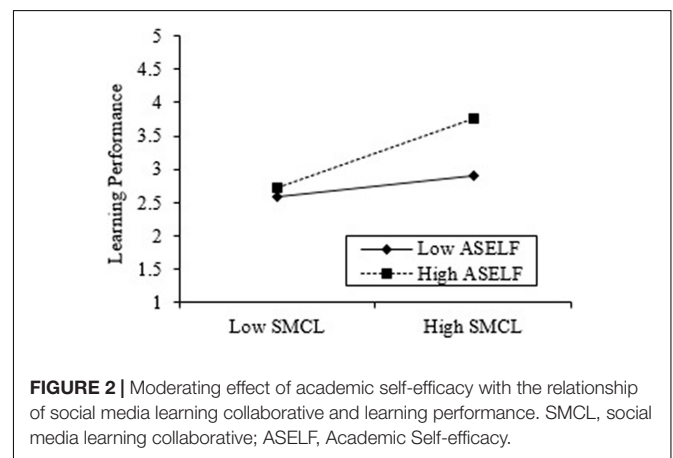 5
4.5
4
3.5
3
2.5
2
1.5
1
Learning Performance
Low ASELF
High ASELF
Low SMCL High SMCL
FIGURE 2 | Moderating effect of academic self-efficacy with the relationship
of social media learning collaborative and learning performance. SMCL, social
media learning collaborative; ASELF, Academic Self-efficacy.